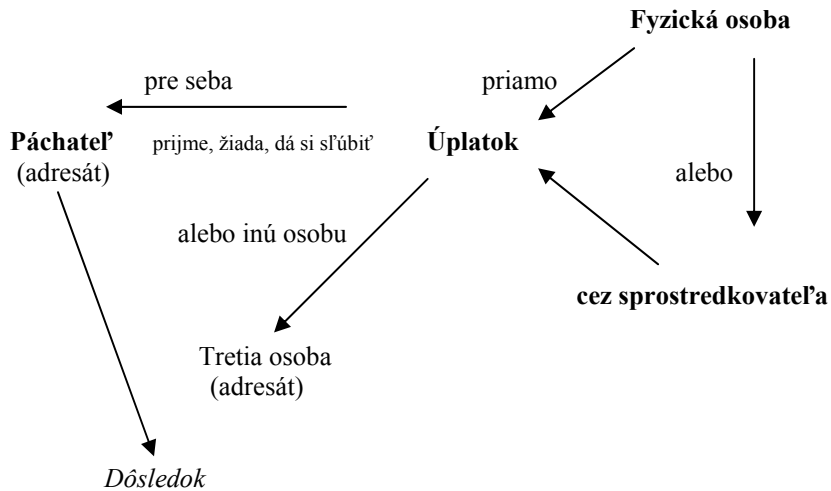 Fyzická osoba
pre seba
priamo
Páchateľ
prijme, žiada, dá si sľúbiť
Úplatok
(adresát)
alebo
alebo inú osobu
cez sprostredkovateľa
Tretia osoba
(adresát)
Dôsledok